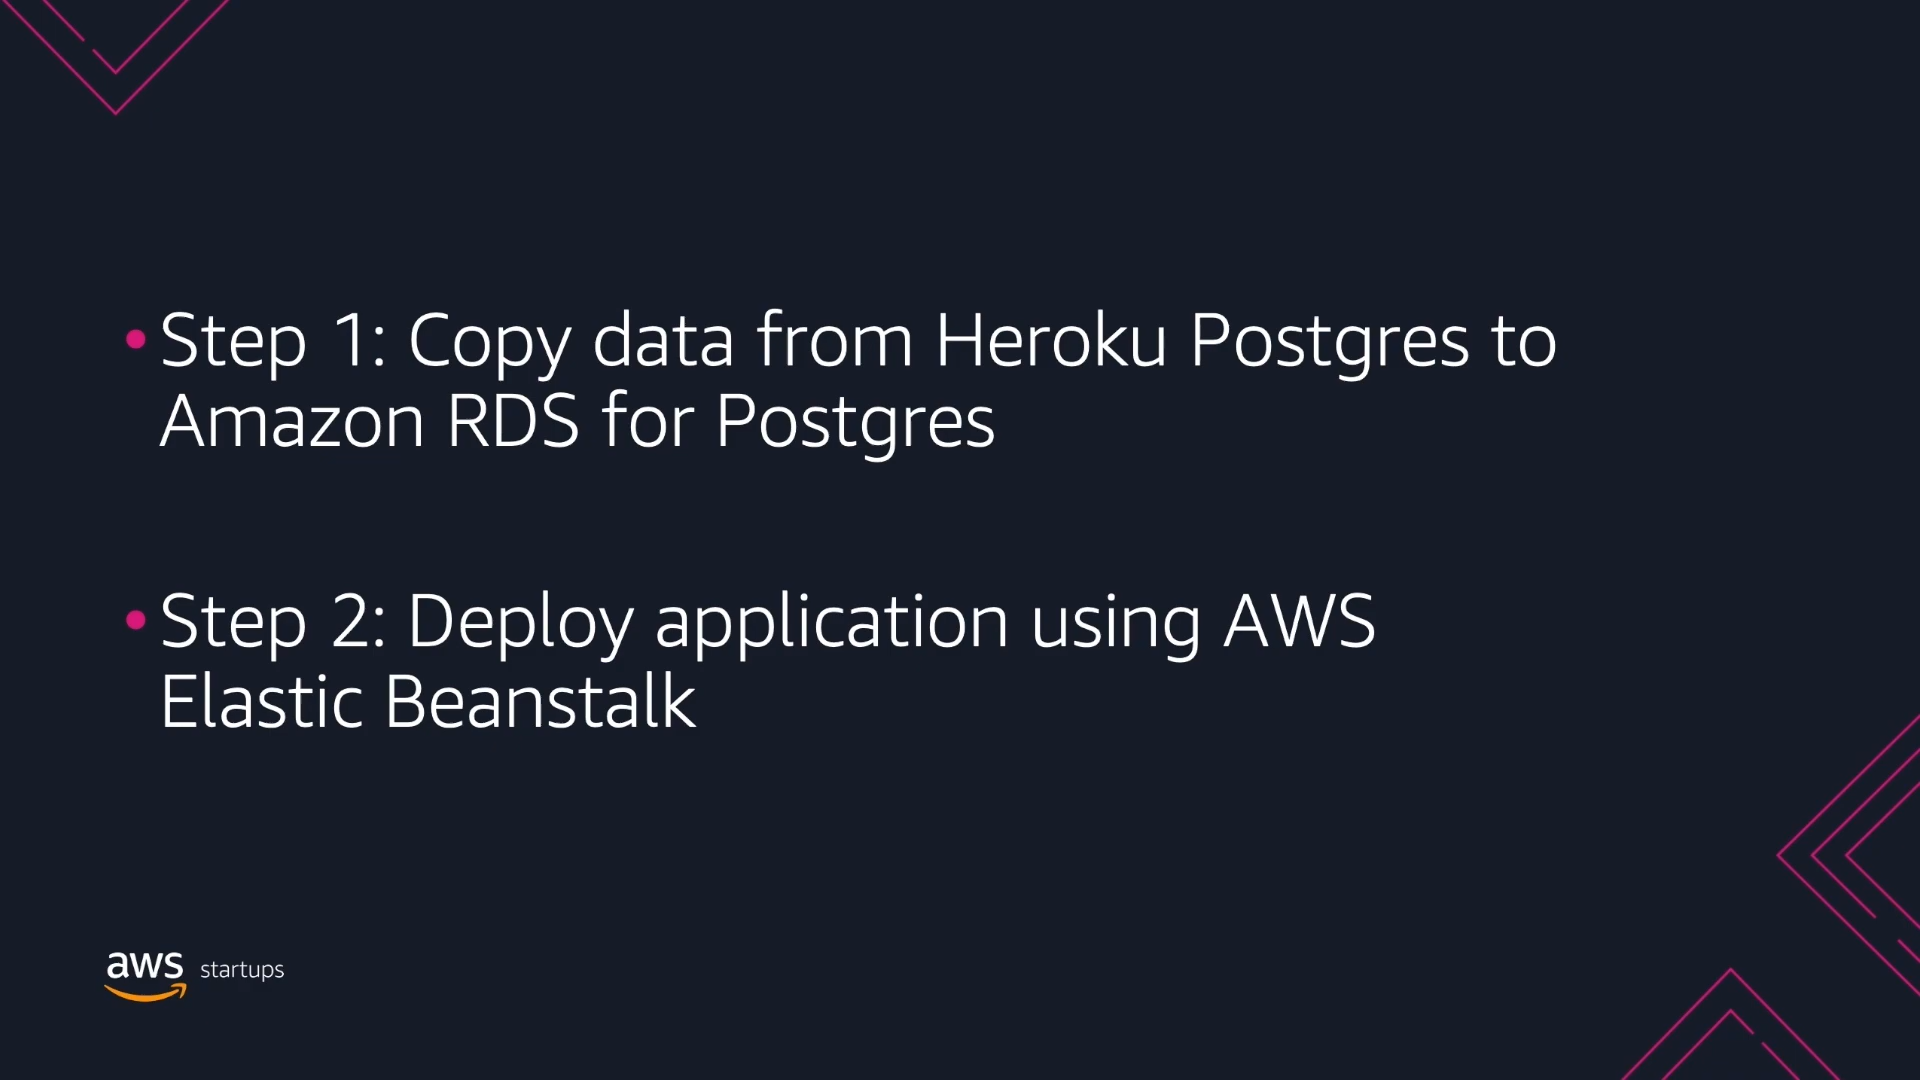 • Step 1: Copy data from Heroku Postgres to
Amazon RDS for Postgres
• Step 2: Deploy application using AWS
Elastic Beanstalk
aws startups